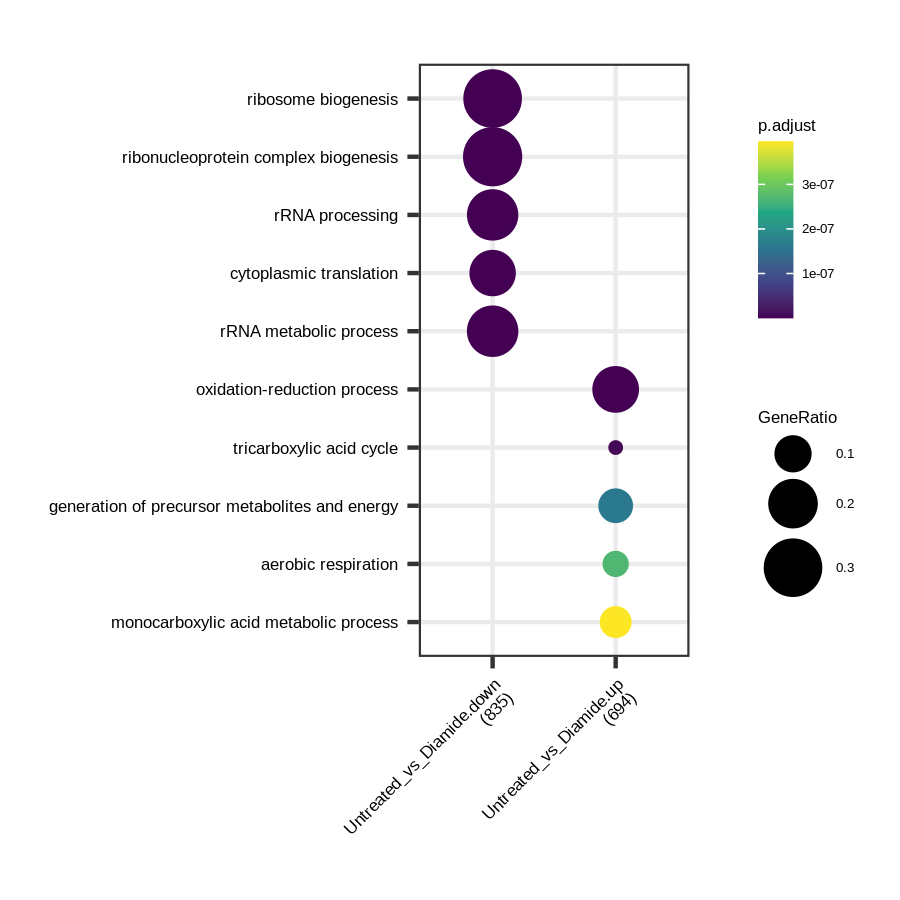 ribosome biogenesis
ribonucleoprotein complex biogenesis
rRNA processing
cytoplasmic translation
rRNA metabolic process
oxidation-reduction process
tricarboxylic acid cycle
generation of precursor metabolites and energy
aerobic respiration
monocarboxylic acid metabolic process
Untreated_vs_Diamide.down
(835)
Untreated_vs_Diamide.up
(694)
p.adjust
3e-07
2e-07
1e-07
GeneRatio
0.1
0.2
0.3